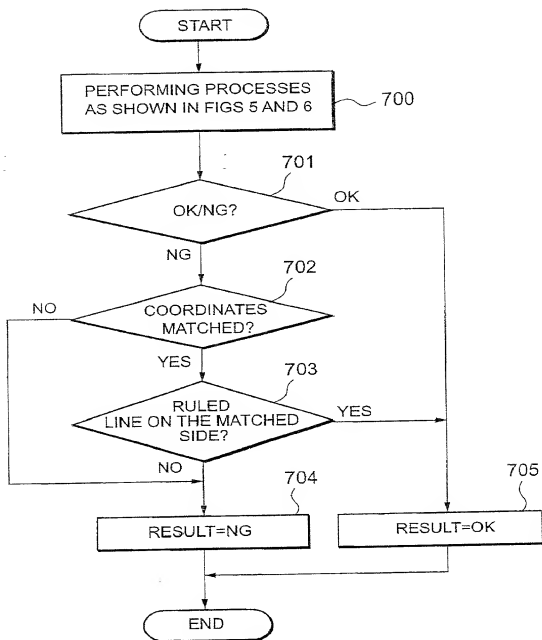 START
PERFORMING PROCESSES
AS SHOWN IN FIGS 5 AND 6
700
701
OK/NG?
OK
NG
702
NO
COORDINATES
MATCHED?
YES
703
RULED
LINE ON THE MATCHED
SIDE?
YES
NO
704
705
RESULT=NG
RESULT=OK
END